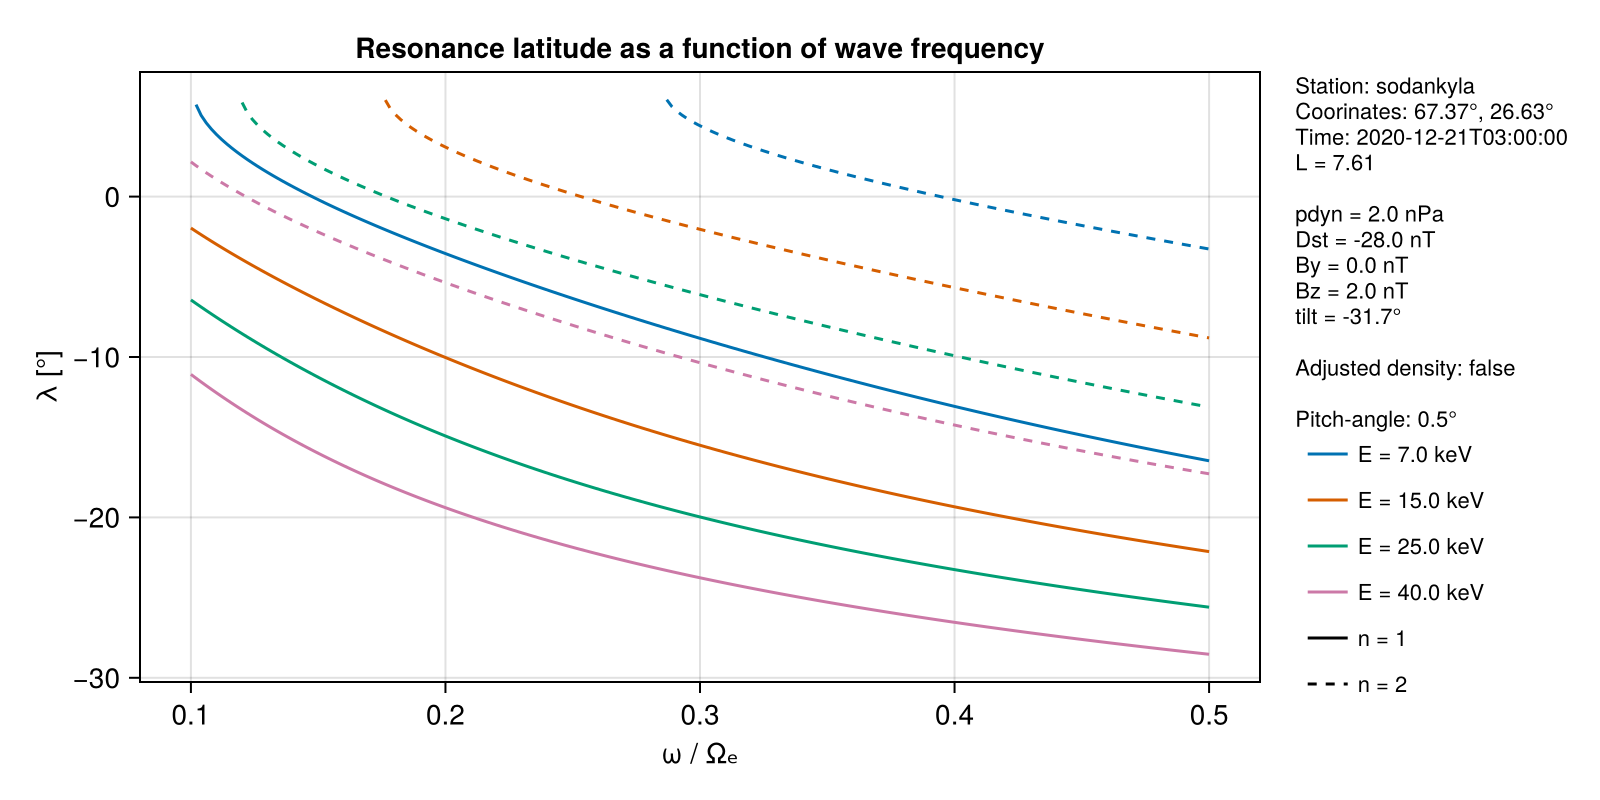 Resonance latitude as a function of wave frequency
λ [°]
0
−10
−20
−30
0.1
0.2
0.3
0.4
0.5
ω / Ωₑ
Station: sodankyla
Coorinates: 67.37°, 26.63°
Time: 2020-12-21T03:00:00
L = 7.61
pdyn = 2.0 nPa
Dst = -28.0 nT
By = 0.0 nT
Bz = 2.0 nT
tilt = -31.7°
Adjusted density: false
Pitch-angle: 0.5°
E = 7.0 keV
E = 15.0 keV
E = 25.0 keV
E = 40.0 keV
n = 1
n = 2